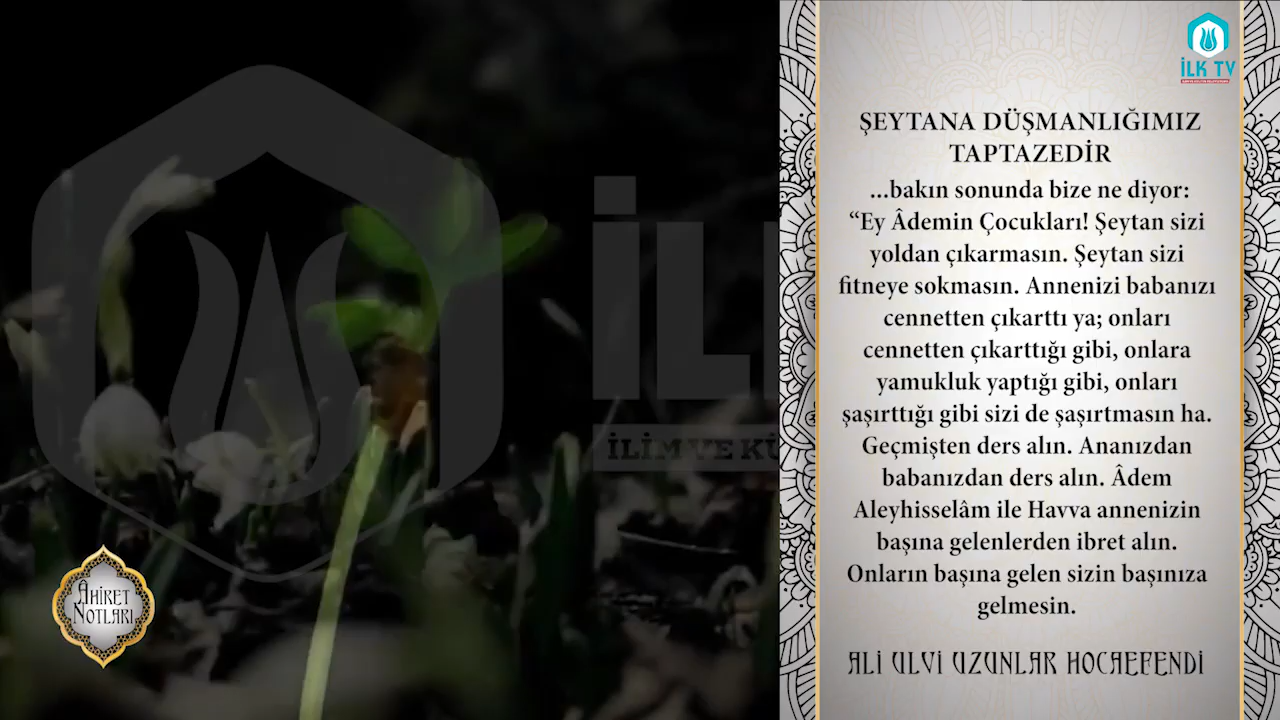 İLK TV
ŞEYTANA DÜŞMANLIĞIMIZ
TAPTAZEDİR
...bakın sonunda bize ne diyor:
“Ey Âdemin Çocukları! Şeytan sizi
yoldan çıkarmasın. Şeytan sizi
fitneye sokmasın. Annenizi babanızı
cennetten çıkarttı ya; onları
cennetten çıkarttığı gibi, onlara
yamukluk yaptığı gibi, onları
şaşırttığı gibi sizi de şaşırtmasın ha.
Geçmişten ders alın. Ananızdan
babanızdan ders alın. Âdem
Aleyhisselâm ile Havva annenizin
başına gelenlerden ibret alın.
Onların başına gelen sizin başınıza
gelmesin.
ALİ ULVİ UZUNLAR HOCAEFENDİ
İL
İLİM VE KÜ
AHİRET
NOTLARI